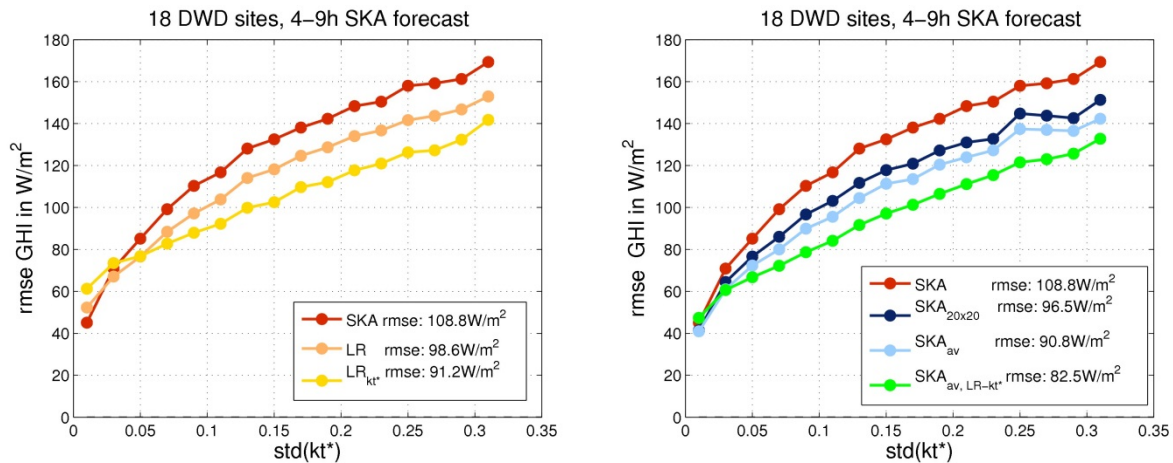 18 DWD sites, 4−9h SKA forecast
rmse GHI in W/m2
180
160
140
120
100
80
60
40
20
0
SKA rmse: 108.8W/m2
LR rmse: 98.6W/m2
LRkt* rmse: 91.2W/m2
0 0.05 0.1 0.15 0.2 0.25 0.3 0.35
std(kt*)
18 DWD sites, 4−9h SKA forecast
rmse GHI in W/m2
180
160
140
120
100
80
60
40
20
0
SKA rmse: 108.8W/m2
SKA20x20 rmse: 96.5W/m2
SKAav rmse: 90.8W/m2
SKAav, LR−kt* rmse: 82.5W/m2
0 0.05 0.1 0.15 0.2 0.25 0.3 0.35
std(kt*)